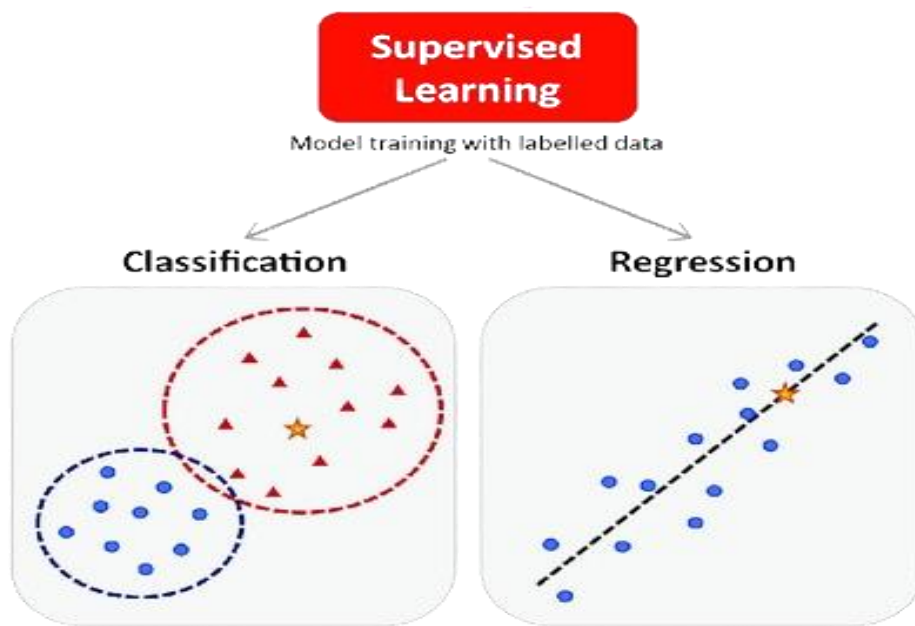 Supervised
Learning
Model training with labelled data
Classification
Regression